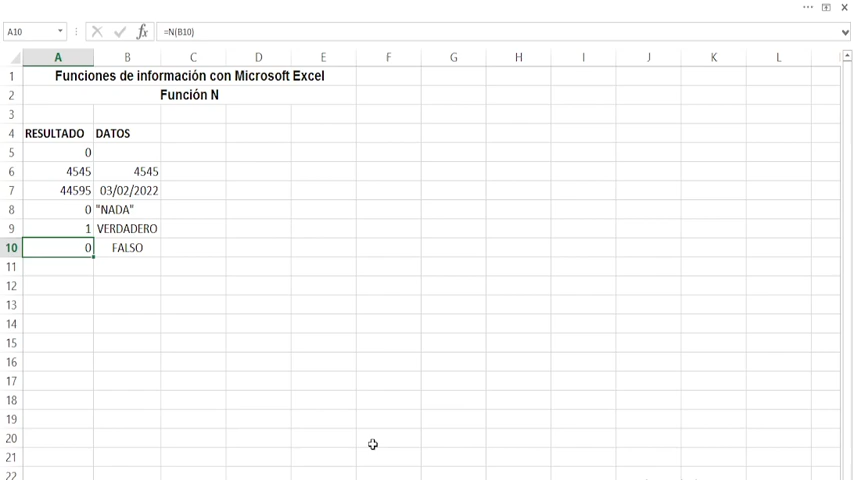 A10 fx =N(B10)
A B C D E F G H I J K L
1 Funciones de información con Microsoft Excel
2 Función N
3
4 RESULTADO DATOS
5 0
6 4545 4545
7 44595 03/02/2022
8 0 "NADA"
9 1 VERDADERO
10 0 FALSO
11
12
13
14
15
16
17
18
19
20
21
22